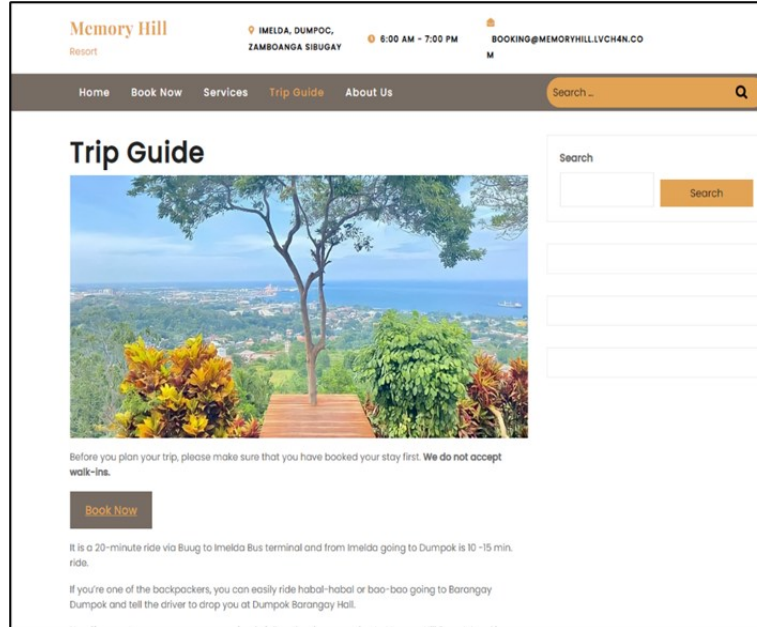 Memory Hill
Resort
IMELDA, DUMPOC,
ZAMBOANGA SIBUGAY
6:00 AM - 7:00 PM
BOOKING@MEMORYHILL.LVCH4N.CO
M
Home Book Now Services Trip Guide About Us
Search …
Trip Guide
Search
Search
Before you plan your trip, please make sure that you have booked your stay first. We do not accept
walk-ins.
Book Now
It is a 20-minute ride via Buug to Imelda Bus terminal and from Imelda going to Dumpok is 10 -15 min.
ride.
If you're one of the backpackers, you can easily ride habal-habal or bao-bao going to Barangay
Dumpok and tell the driver to drop you at Dumpok Barangay Hall.